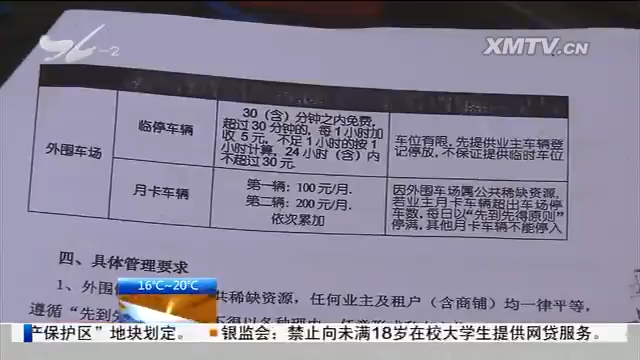 -2
XMTV.CN
外围车场
临停车辆
30（含）分钟之内免费，
超过30分钟的，每1小时加
收5元，不足1小时的按1
小时计算，24小时（含）内
不超过30元.
车位有限，先提供业主车辆登
记停放，不保证提供临时车位
月卡车辆
第一辆：100元/月.
第二辆：200元/月.
依次累加
因外围车场属公共稀缺资源，
若业主月卡车辆超出车场停
车数，每日以“先到先得原则”
停满，其他月卡车辆不能停入
四、具体管理要求
1、外围
共稀缺资源，任何业主及租户（含商铺）均一律平等，
遵循“先到
16℃~20℃
产保护区”地块划定。 银监会：禁止向未满18岁在校大学生提供网贷服务。